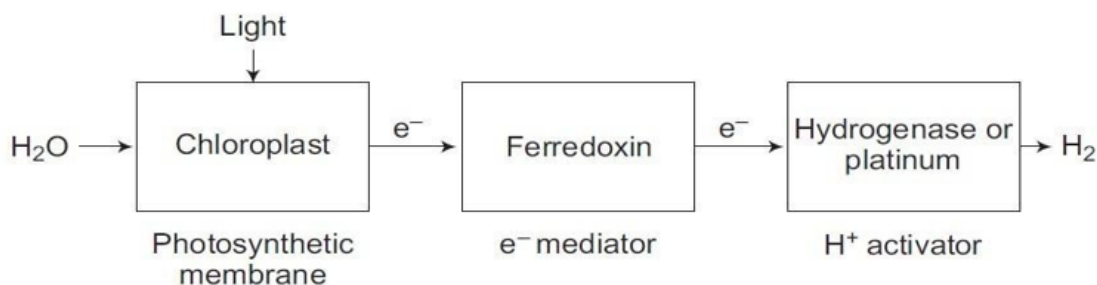 Light
H₂O
Chloroplast
e⁻
Ferredoxin
e⁻
Hydrogenase or
platinum
H₂
Photosynthetic
membrane
e⁻ mediator
H⁺ activator